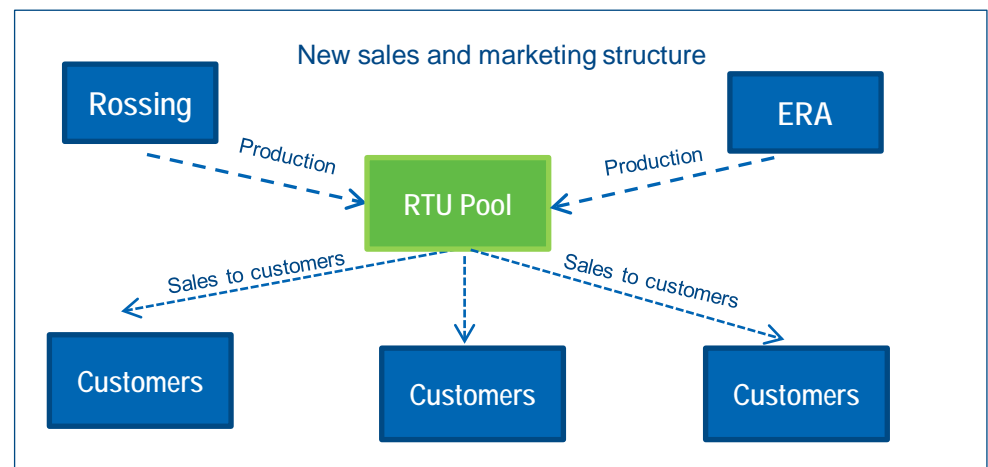 New sales and marketing structure
Rossing
ERA
Production
Production
RTU Pool
Sales to customers
Sales to customers
Customers
Customers
Customers